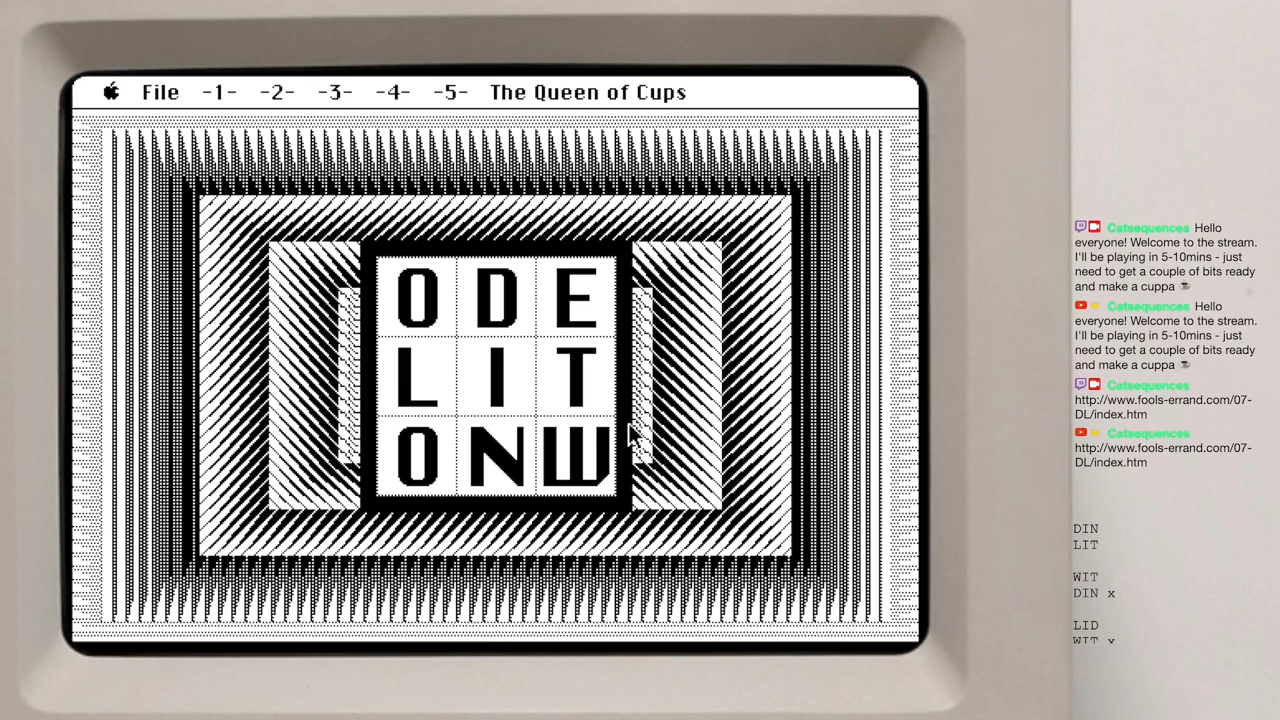 File -1- -2- -3- -4- -5- The Queen of Cups
O D E
L I T
O N W
Catsequences Hello
everyone! Welcome to the stream.
I'll be playing in 5-10mins - just
need to get a couple of bits ready
and make a cuppa
Catsequences Hello
everyone! Welcome to the stream.
I'll be playing in 5-10mins - just
need to get a couple of bits ready
and make a cuppa
Catsequences
http://www.fools-errand.com/07-
DL/index.htm
Catsequences
http://www.fools-errand.com/07-
DL/index.htm
DIN
LIT
WIT
DIN x
LID